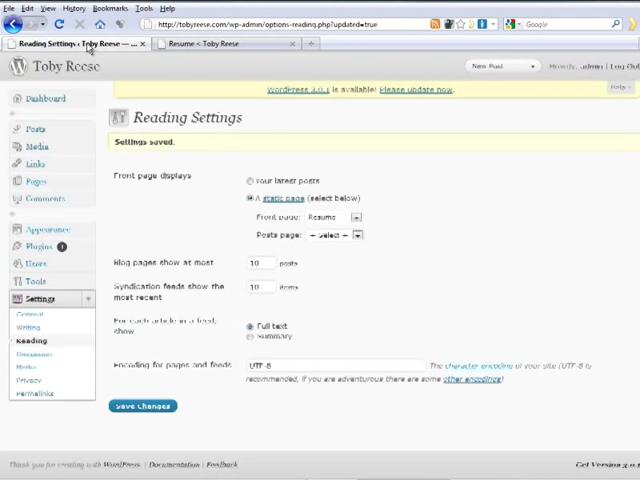 File Edit View History Bookmarks Tools Help
http://tobyreese.com/wp-admin/options-reading.php?updated=true
Google
Reading Settings ‹ Toby Reese — ...
Resume < Toby Reese
Toby Reese
New Post
Howdy, admin | Log Out
WordPress 3.0.1 is available! Please update now.
Help
Dashboard
Reading Settings
Posts
Settings saved.
Media
Links
Pages
Comments
Appearance
Plugins 1
Users
Tools
Settings
General
Writing
Reading
Discussion
Media
Privacy
Permalinks
Front page displays
Your latest posts
A static page (select below)
Front page: Resume
Posts page: — Select —
Blog pages show at most
10 posts
Syndication feeds show the most recent
10 items
For each article in a feed, show
Full text
Summary
Encoding for pages and feeds
UTF-8
The character encoding of your site (UTF-8 is
recommended, if you are adventurous there are some other encodings)
Save Changes
Thank you for creating with WordPress | Documentation | Feedback
Get Version 3.0.1